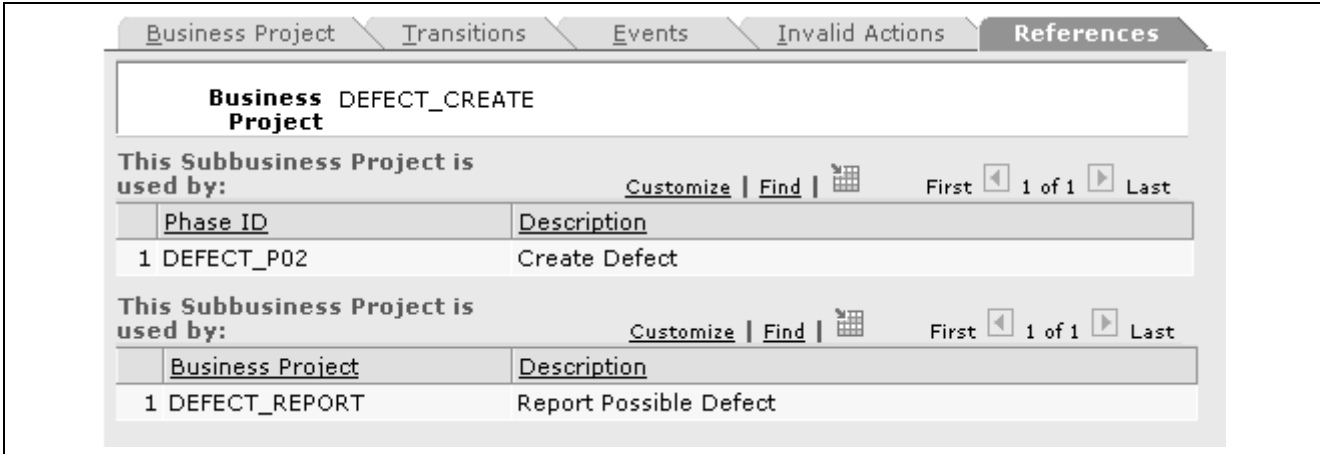 Business Project Transitions Events Invalid Actions References
Business DEFECT_CREATE
Project
This Subbusiness Project is
used by: Customize | Find | First 1 of 1 Last
Phase ID Description
1 DEFECT_P02 Create Defect
This Subbusiness Project is
used by: Customize | Find | First 1 of 1 Last
Business Project Description
1 DEFECT_REPORT Report Possible Defect